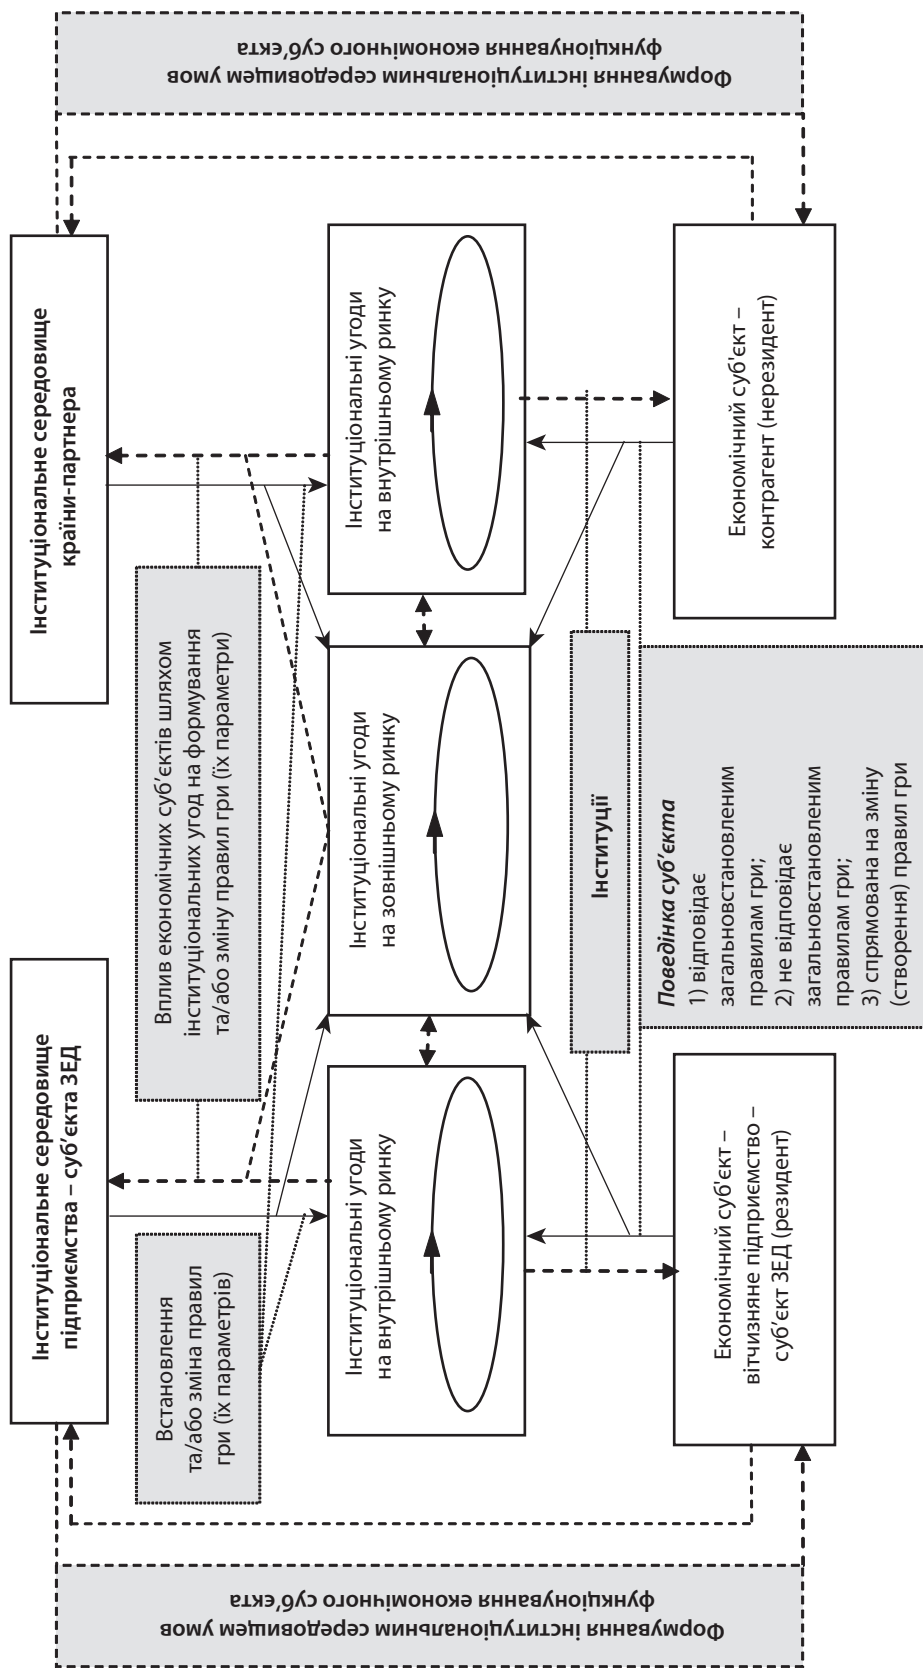 Формування інституціональним середовищем умов
функціонування економічного суб’єкта
Інституціональне середовище
підприємства – суб’єкта ЗЕД
Інституціональне середовище
країни-партнера
Встановлення
та/або зміна правил
гри (їх параметрів)
Вплив економічних суб’єктів шляхом
інституціональних угод на формування
та/або зміну правил гри (їх параметри)
Інституціональні угоди
на внутрішньому ринку
Інституціональні угоди
на зовнішньому ринку
Інституціональні угоди
на внутрішньому ринку
Інституції
Економічний суб'єкт –
вітчизняне підприємство –
суб’єкт ЗЕД (резидент)
Поведінка суб’єкта
1) відповідає
загальновстановленим
правилам гри;
2) не відповідає
загальновстановленим
правилам гри;
3) спрямована на зміну
(створення) правил гри
Економічний суб'єкт –
контрагент (нерезидент)
Формування інституціональним середовищем умов
функціонування економічного суб’єкта